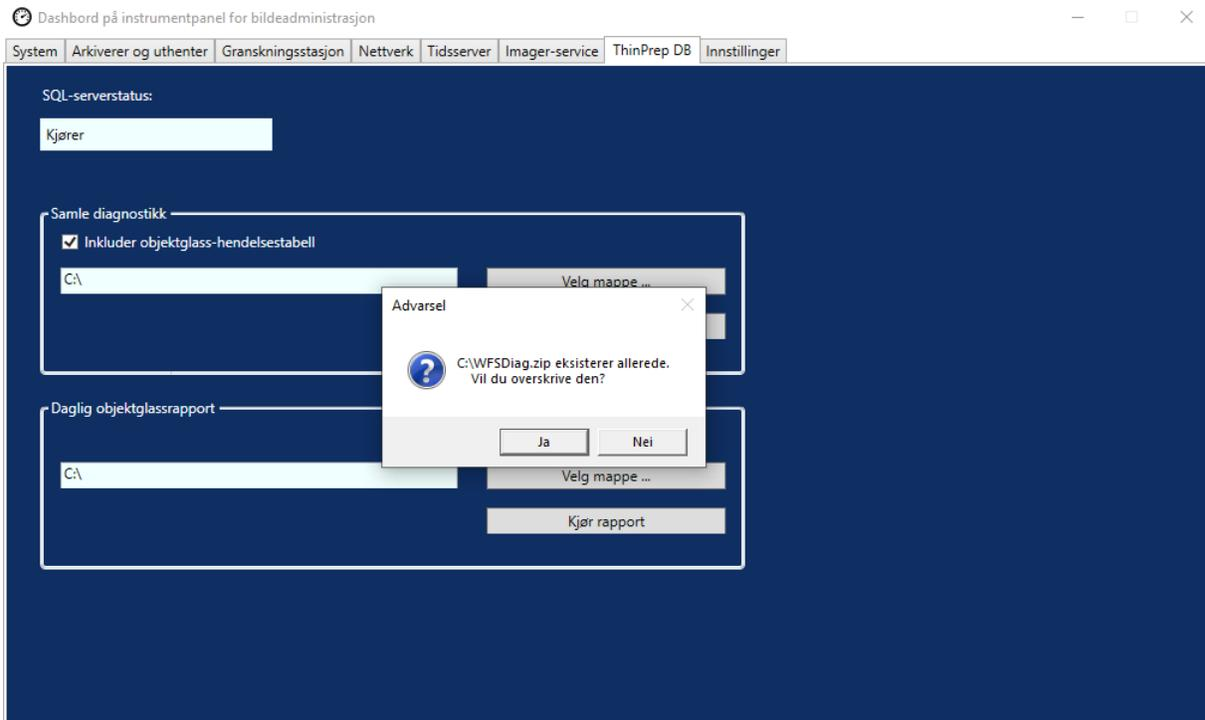 Dashbord på instrumentpanel for bildeadministrasjon
System Arkiverer og uthenter Granskningsstasjon Nettverk Tidsserver Imager-service ThinPrep DB Innstillinger
SQL-serverstatus:
Kjører
Samle diagnostikk
Inkluder objektglass-hendelsestabell
C:\ Velg mappe ...
Advarsel
C:\WFSDiag.zip eksisterer allerede.
Vil du overskrive den?
Ja Nei
Daglig objektglassrapport
C:\ Velg mappe ...
Kjør rapport